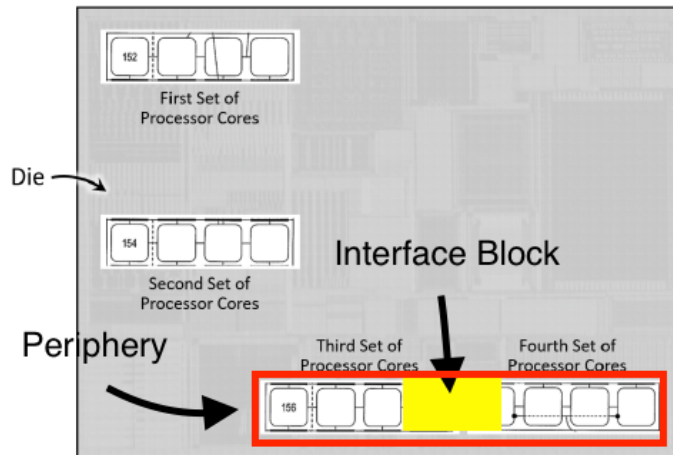 152
First Set of
Processor Cores
Die
154
Interface Block
Second Set of
Processor Cores
Periphery
Third Set of
Processor Cores
Fourth Set of
Processor Cores
156